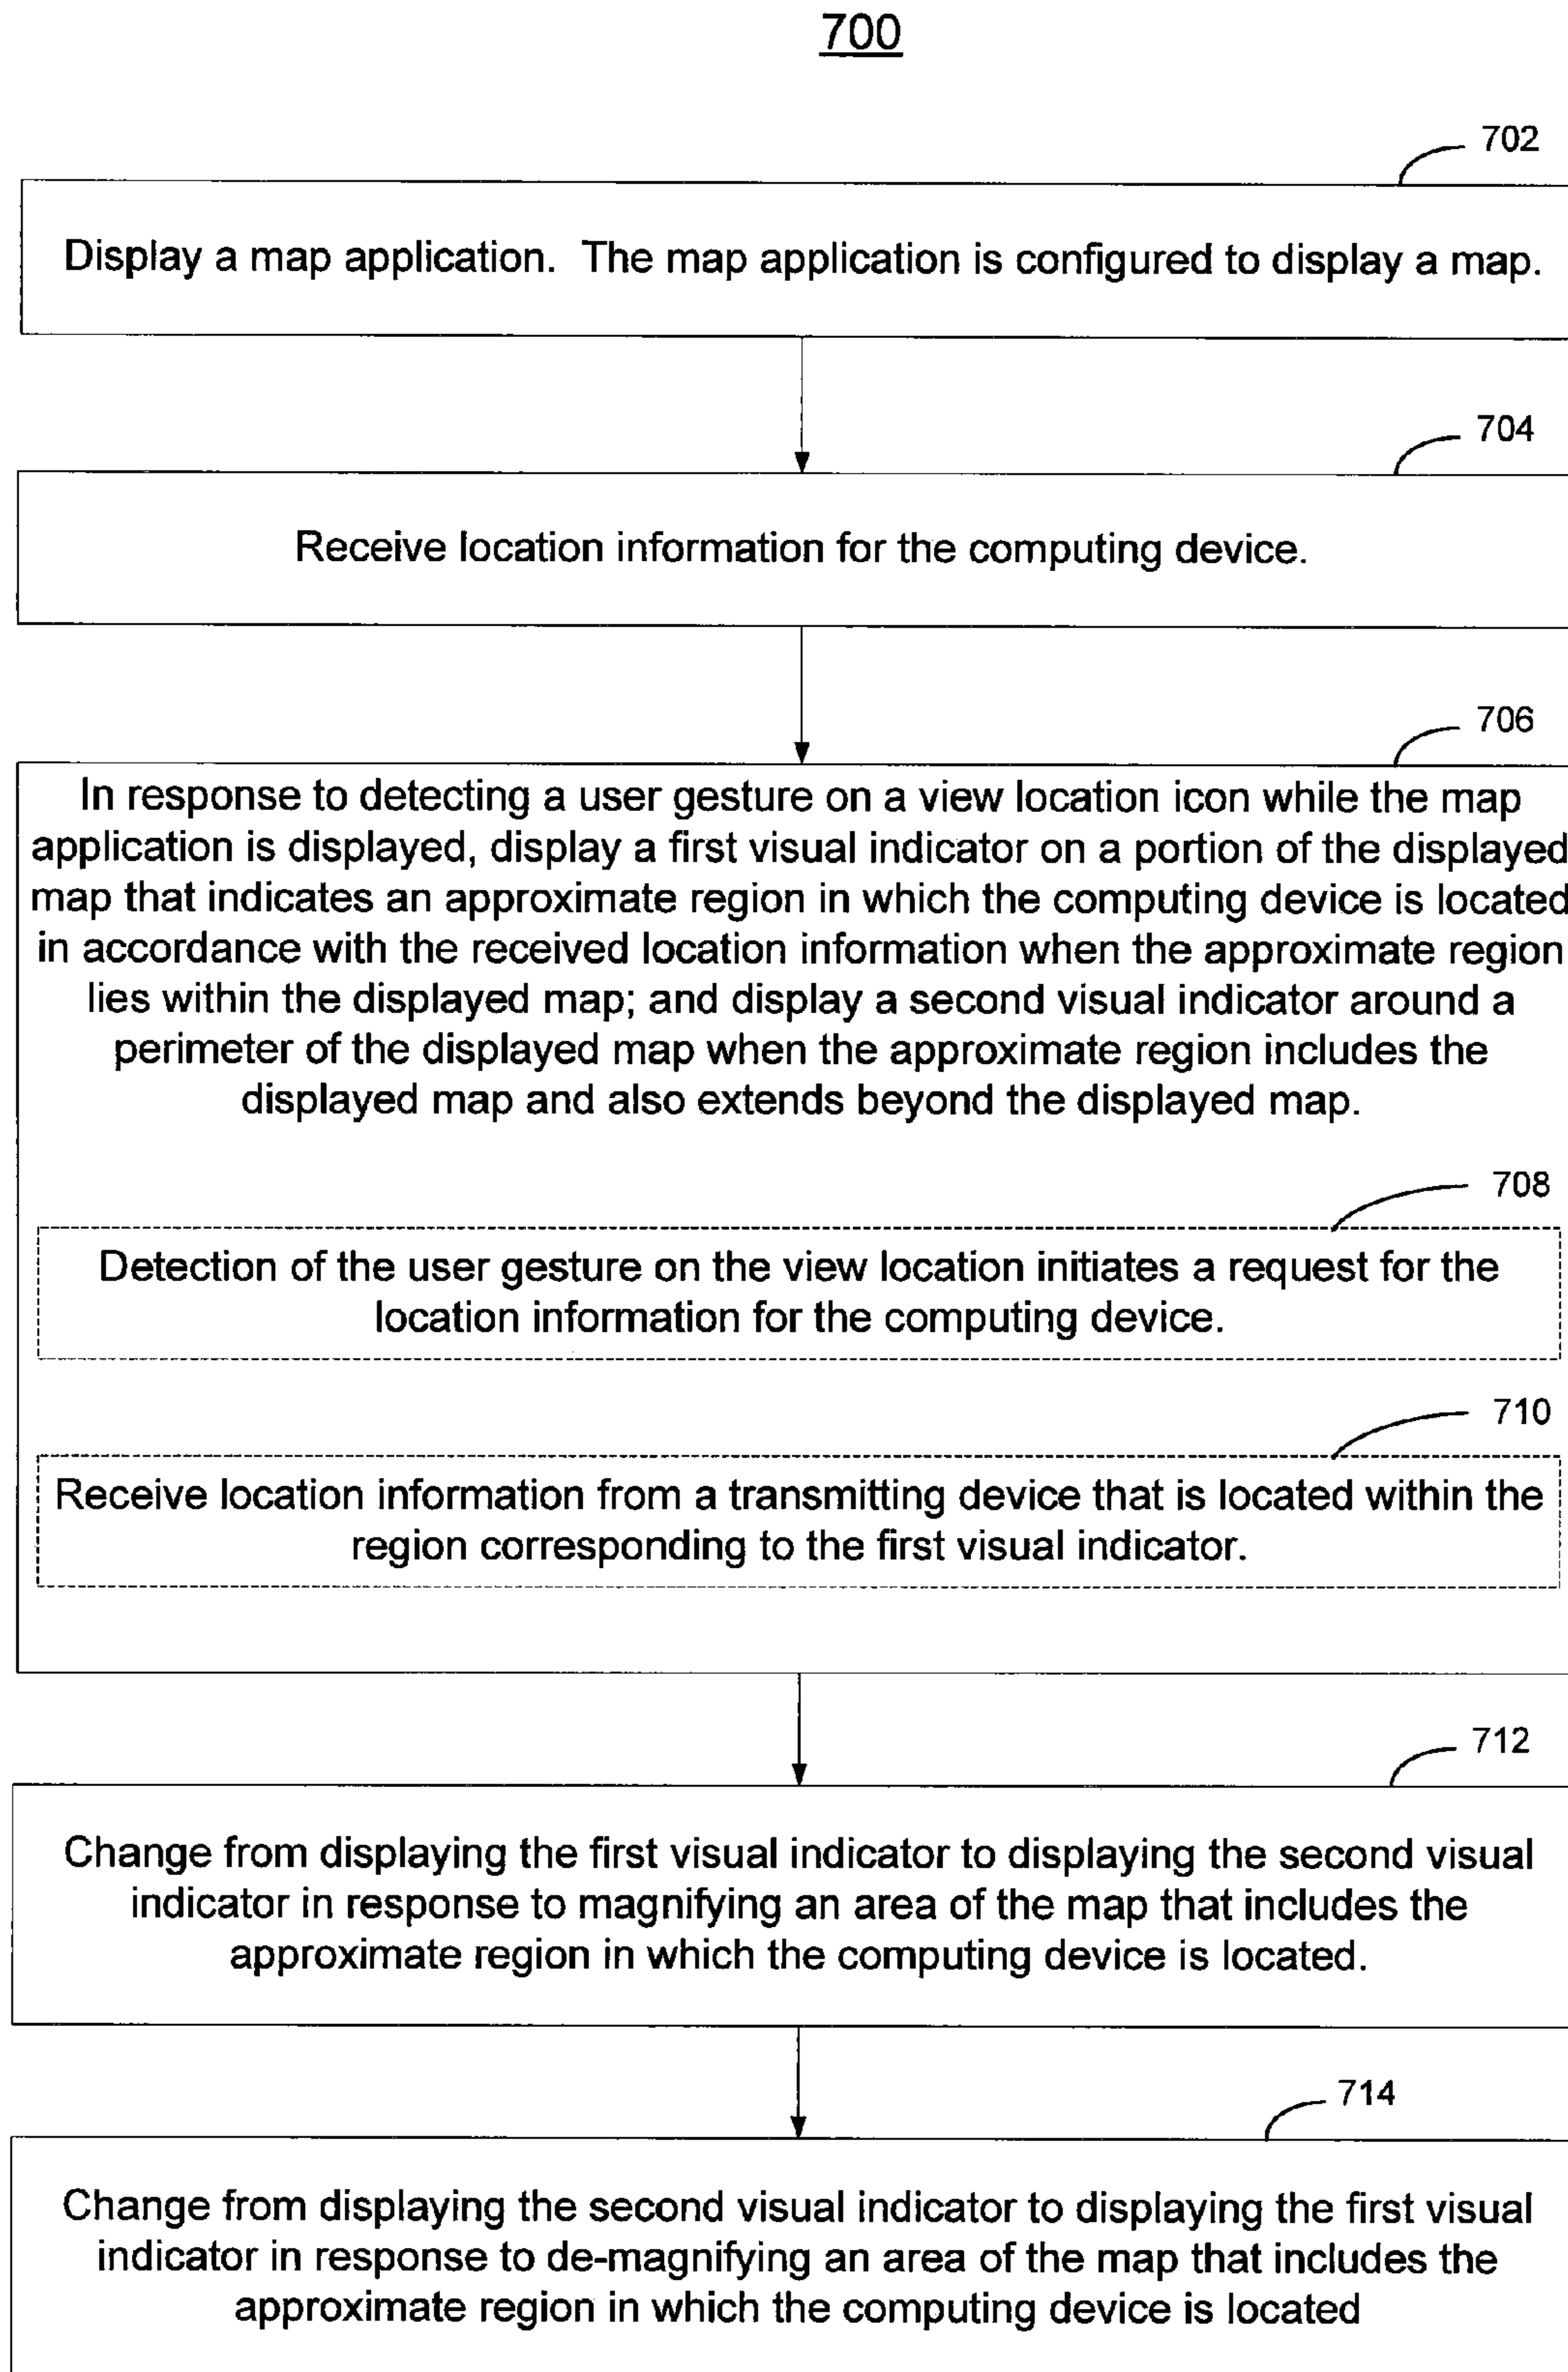 700
702
Display a map application. The map application is configured to display a map.
704
Receive location information for the computing device.
706
In response to detecting a user gesture on a view location icon while the map
application is displayed, display a first visual indicator on a portion of the displayed
map that indicates an approximate region in which the computing device is located
in accordance with the received location information when the approximate region
lies within the displayed map; and display a second visual indicator around a
perimeter of the displayed map when the approximate region includes the
displayed map and also extends beyond the displayed map.
708
Detection of the user gesture on the view location initiates a request for the
location information for the computing device.
710
Receive location information from a transmitting device that is located within the
region corresponding to the first visual indicator.
712
Change from displaying the first visual indicator to displaying the second visual
indicator in response to magnifying an area of the map that includes the
approximate region in which the computing device is located.
714
Change from displaying the second visual indicator to displaying the first visual
indicator in response to de-magnifying an area of the map that includes the
approximate region in which the computing device is located